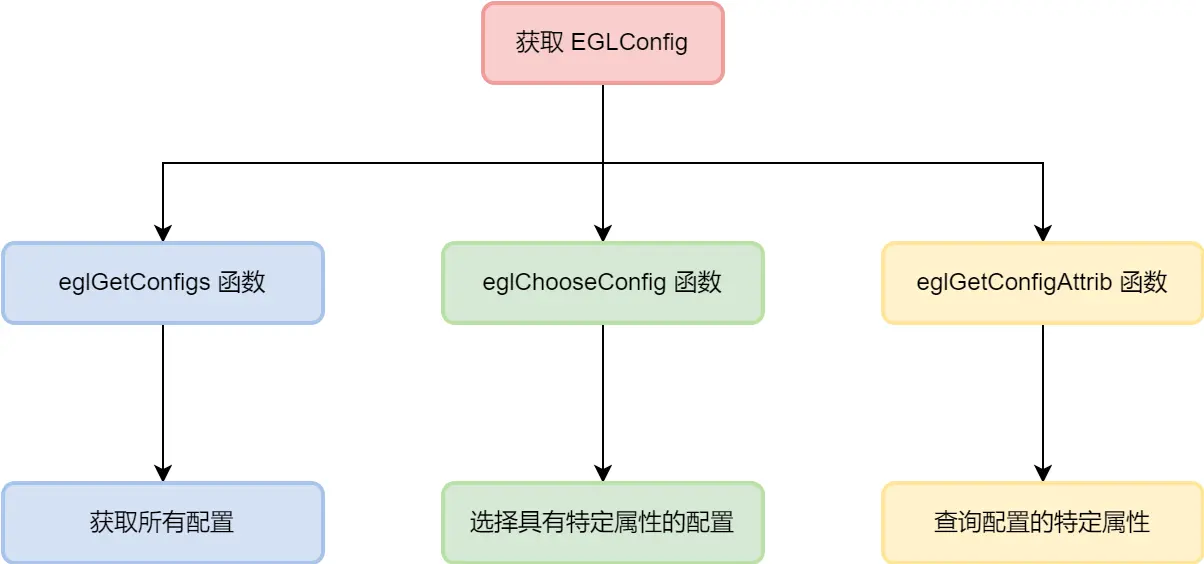 获取 EGLConfig
eglGetConfigs 函数
eglChooseConfig 函数
eglGetConfigAttrib 函数
获取所有配置
选择具有特定属性的配置
查询配置的特定属性